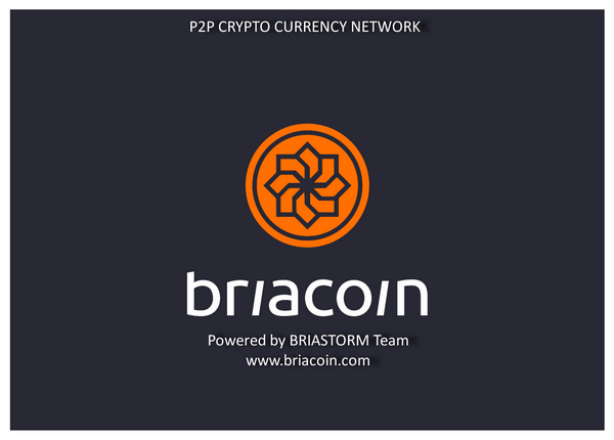 P2P CRYPTO CURRENCY NETWORK
briacoin
Powered by BRIASTORM Team
www.briacoin.com